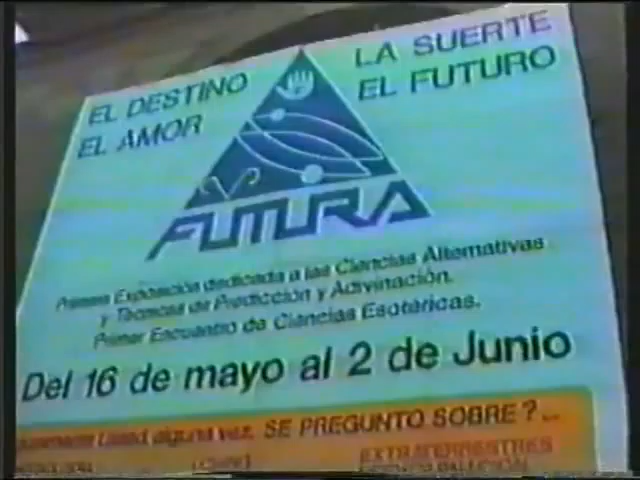 EL DESTINO
EL AMOR
LA SUERTE
EL FUTURO
FUTURA
Primera Exposición dedicada a las Ciencias Alternativas
y Técnicas de Predicción y Adivinación.
Primer Encuentro de Ciencias Esotéricas.
Del 16 de mayo al 2 de Junio
Usted, alguna vez, SE PREGUNTO SOBRE?...
EXTRATERRESTRES